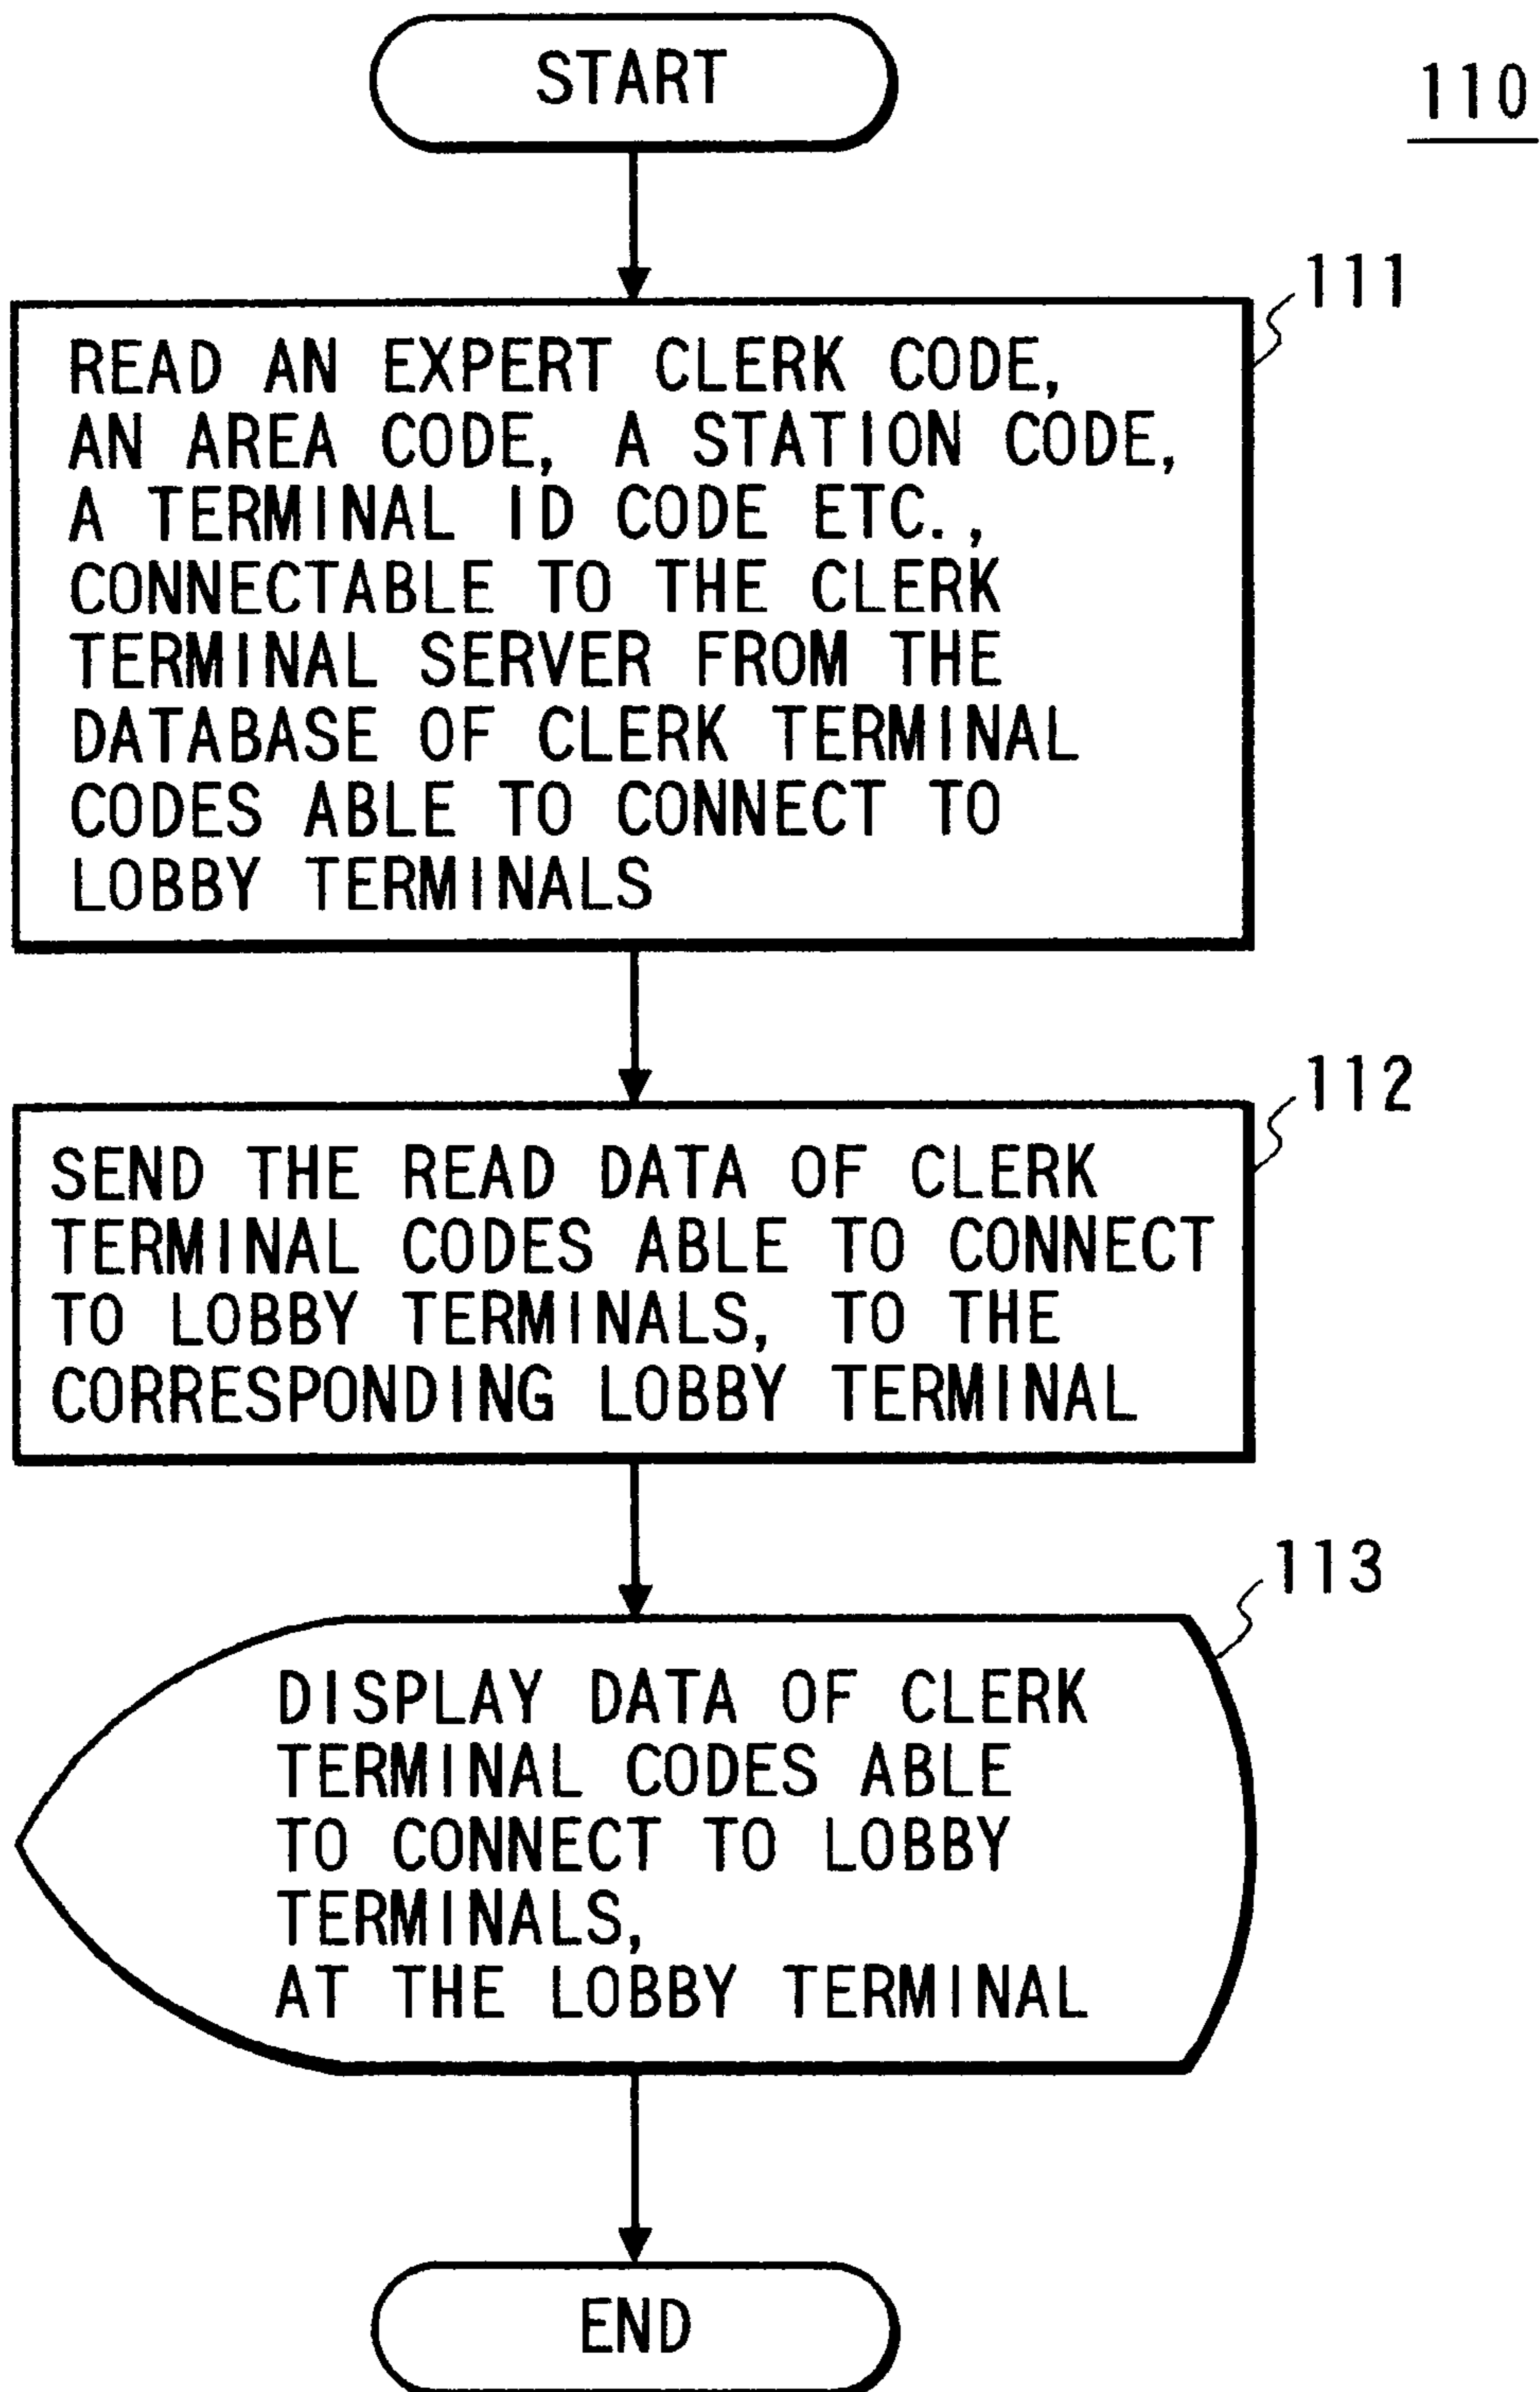 START
110
111
READ AN EXPERT CLERK CODE,
AN AREA CODE, A STATION CODE,
A TERMINAL ID CODE ETC.,
CONNECTABLE TO THE CLERK
TERMINAL SERVER FROM THE
DATABASE OF CLERK TERMINAL
CODES ABLE TO CONNECT TO
LOBBY TERMINALS
112
SEND THE READ DATA OF CLERK
TERMINAL CODES ABLE TO CONNECT
TO LOBBY TERMINALS, TO THE
CORRESPONDING LOBBY TERMINAL
113
DISPLAY DATA OF CLERK
TERMINAL CODES ABLE
TO CONNECT TO LOBBY
TERMINALS,
AT THE LOBBY TERMINAL
END